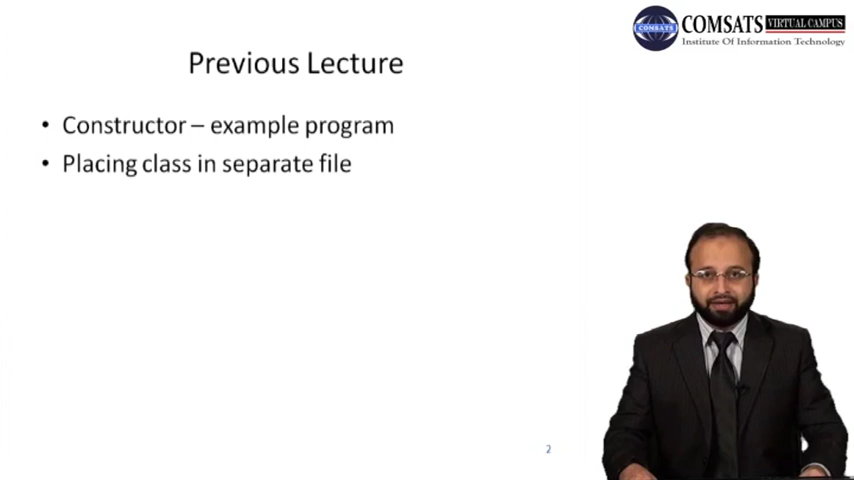 COMSATS VIRTUAL CAMPUS
COMSATS
Institute Of Information Technology
Previous Lecture
• Constructor – example program
• Placing class in separate file
2